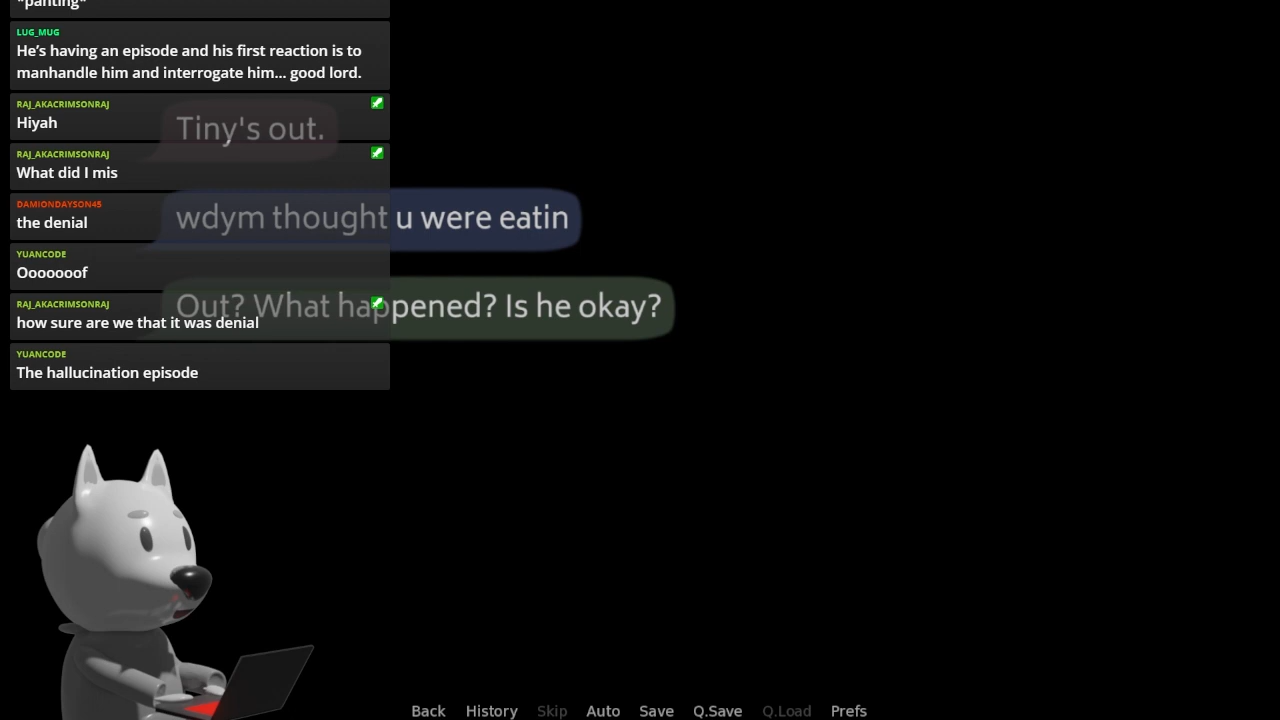 *panting*
LUG_MUG
He's having an episode and his first reaction is to
manhandle him and interrogate him... good lord.
RAJ_AKACRIMSONRAJ
Hiyah
RAJ_AKACRIMSONRAJ
What did I mis
DAMIONDAYSON45
the denial
YUANCODE
Ooooooof
RAJ_AKACRIMSONRAJ
how sure are we that it was denial
YUANCODE
The hallucination episode
Tiny's out.
wdym thought u were eatin
Out? What happened? Is he okay?
Back History Skip Auto Save Q.Save Q.Load Prefs